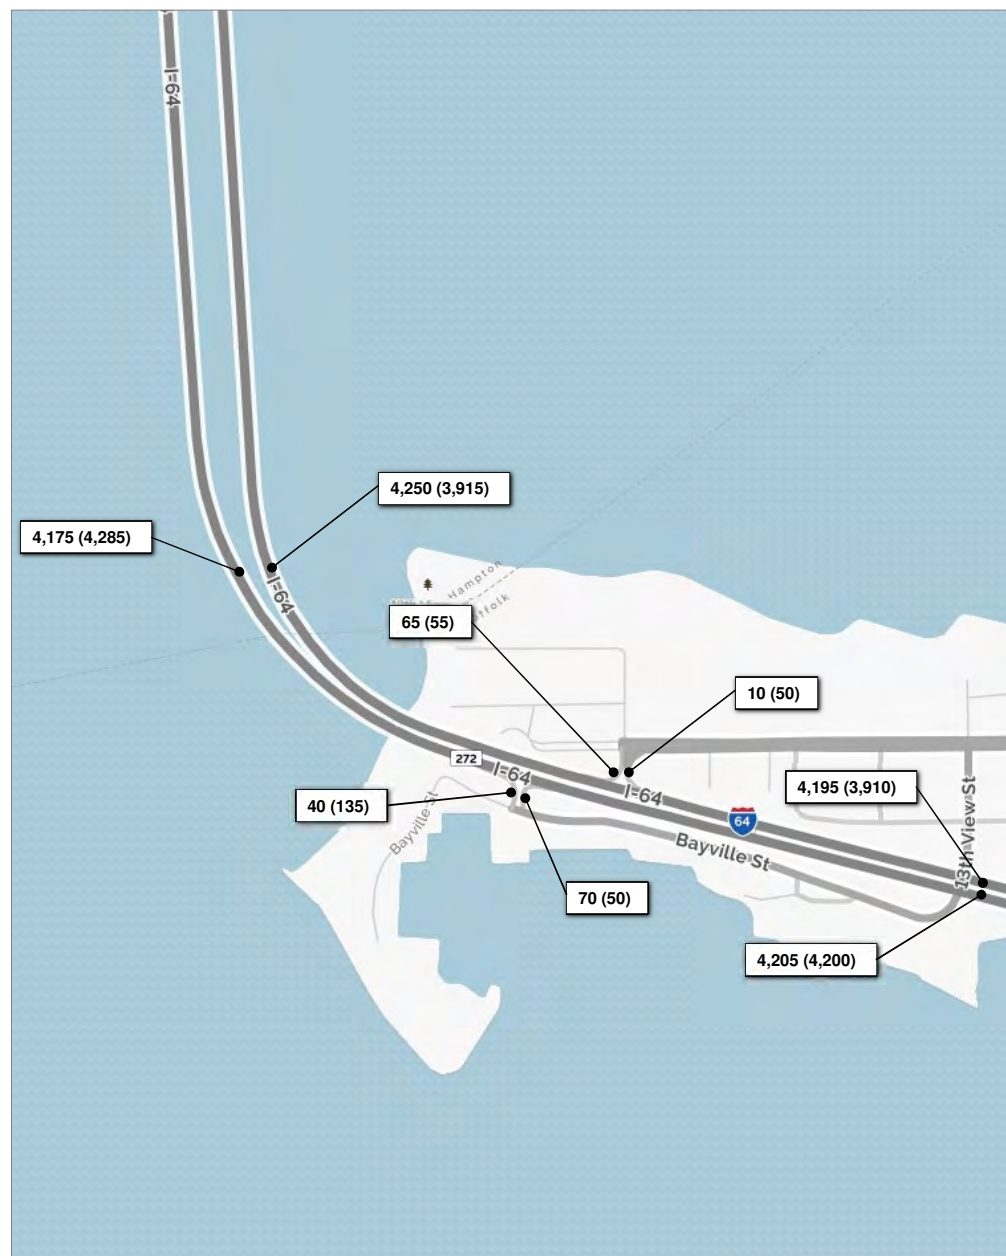 I-64
4,250 (3,915)
4,175 (4,285)
I-64
Hampton
65 (55)
10 (50)
272
I-64
I-64
4,195 (3,910)
40 (135)
64
Bayville St
Bayville St
13th View St
70 (50)
4,205 (4,200)